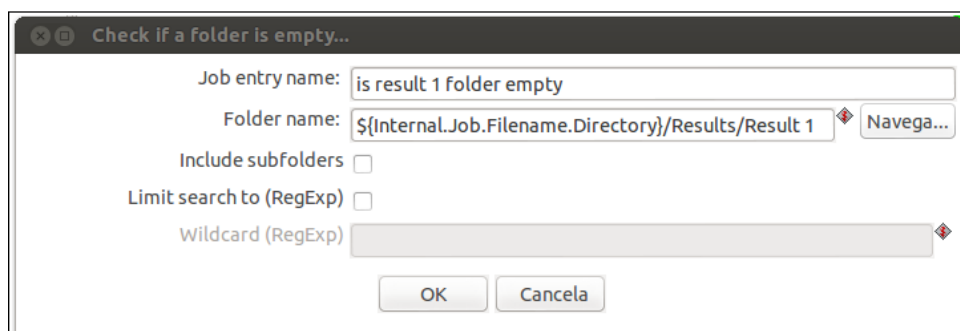 Check if a folder is empty...
Job entry name: is result 1 folder empty
Folder name: ${Internal.Job.Filename.Directory}/Results/Result 1 Navega...
Include subfolders
Limit search to (RegExp)
Wildcard (RegExp)
OK Cancela